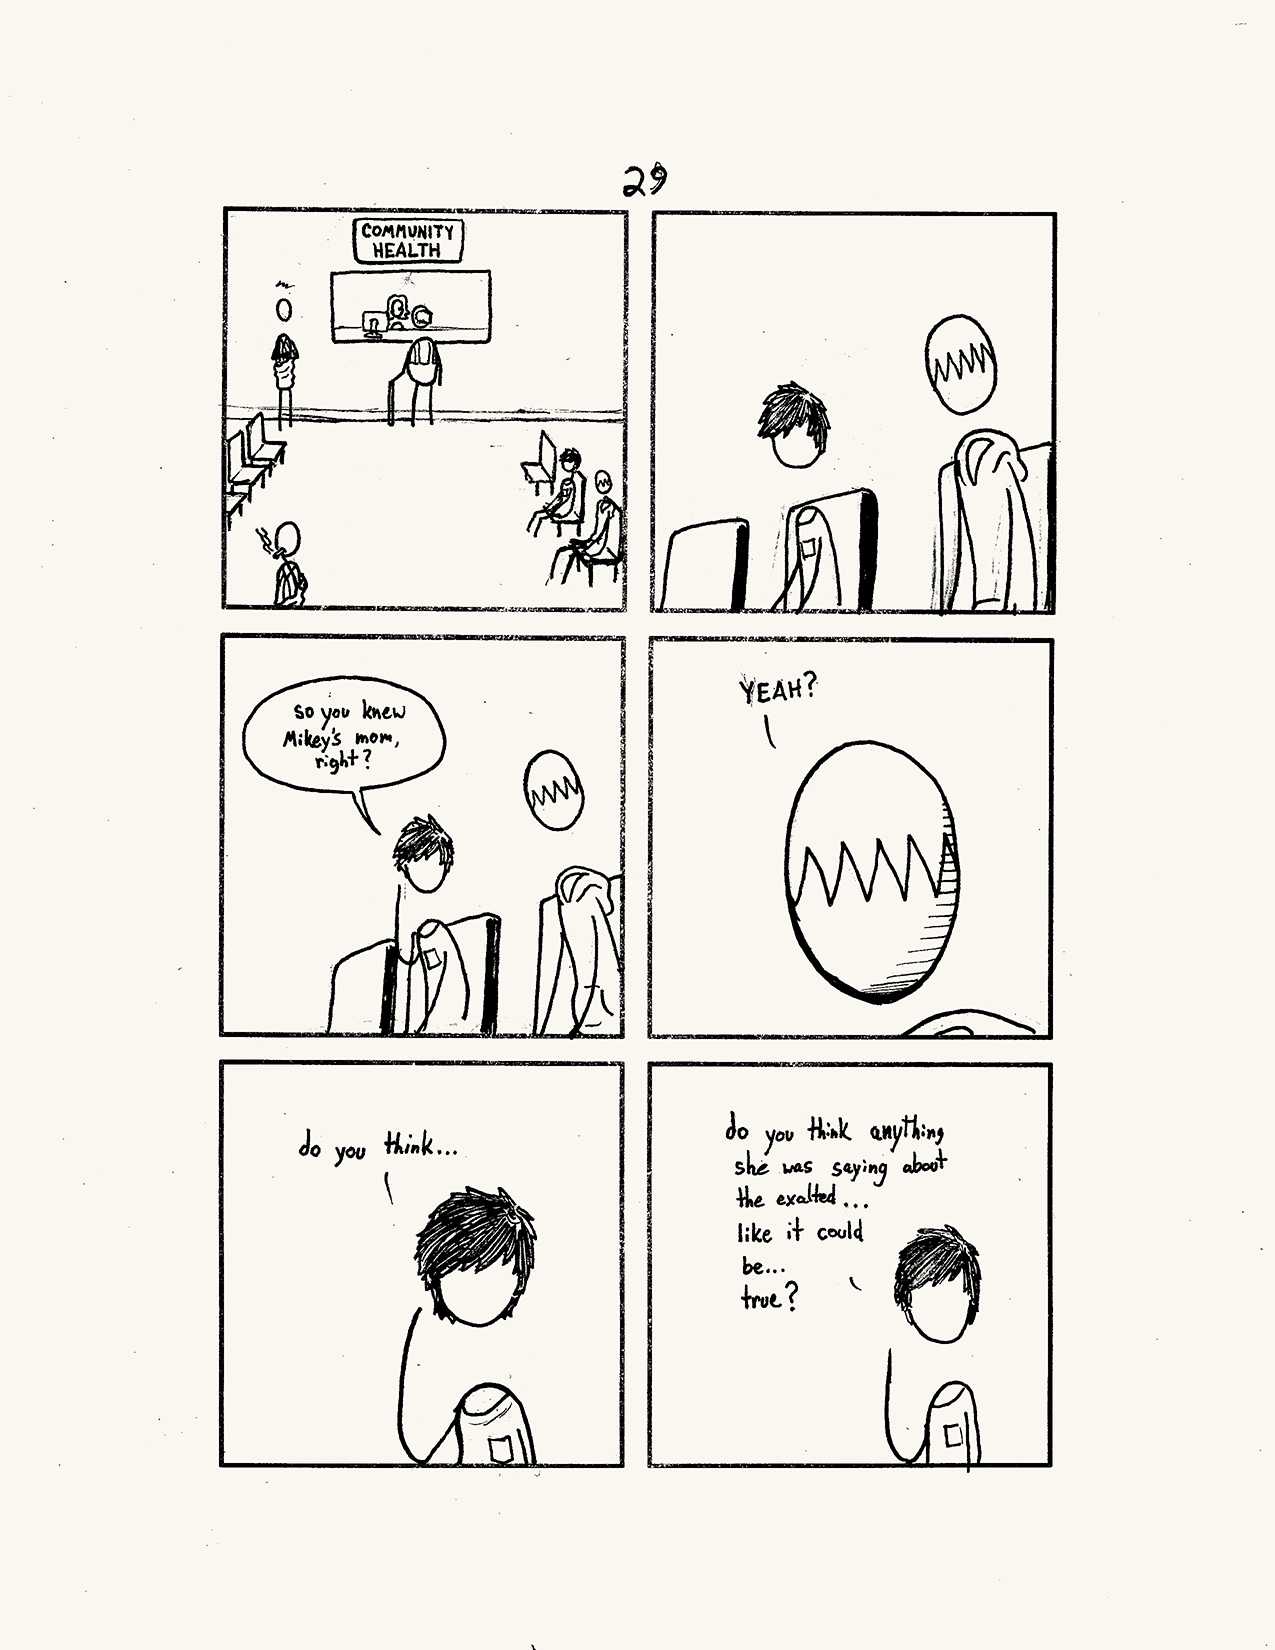 29
COMMUNITY
HEALTH
so you knew
Mikey's mom,
right?
YEAH?
do you think...
do you think anything
she was saying about
the exalted...
like it could
be...
true?